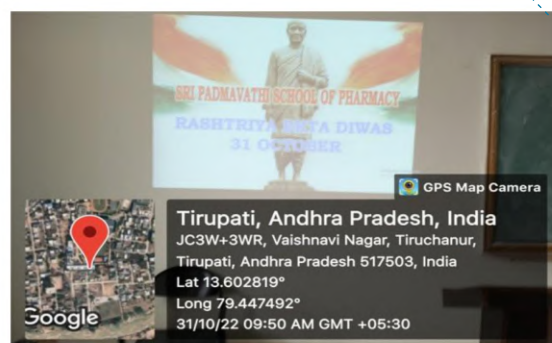 SRI PADMAVATHI SCHOOL OF PHARMACY
RASHTRIYA EKTA DIWAS
31 OCTOBER
GPS Map Camera
Tirupati, Andhra Pradesh, India
JC3W+3WR, Vaishnavi Nagar, Tiruchanur,
Tirupati, Andhra Pradesh 517503, India
Lat 13.602819°
Long 79.447492°
31/10/22 09:50 AM GMT +05:30
Google